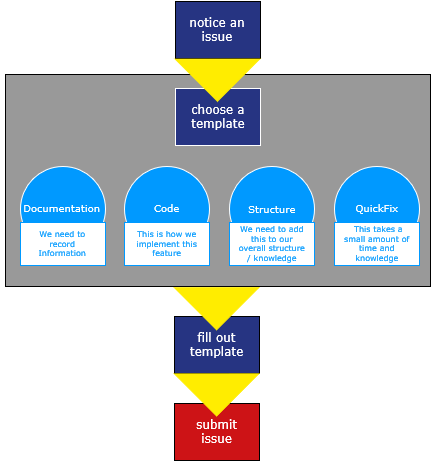 notice an
issue
choose a
template
Documentation
We need to
record
Information
Code
This is how we
implement this
feature
Structure
We need to add
this to our
overall structure
/ knowledge
QuickFix
This takes a
small amount of
time and
knowledge
fill out
template
submit
issue